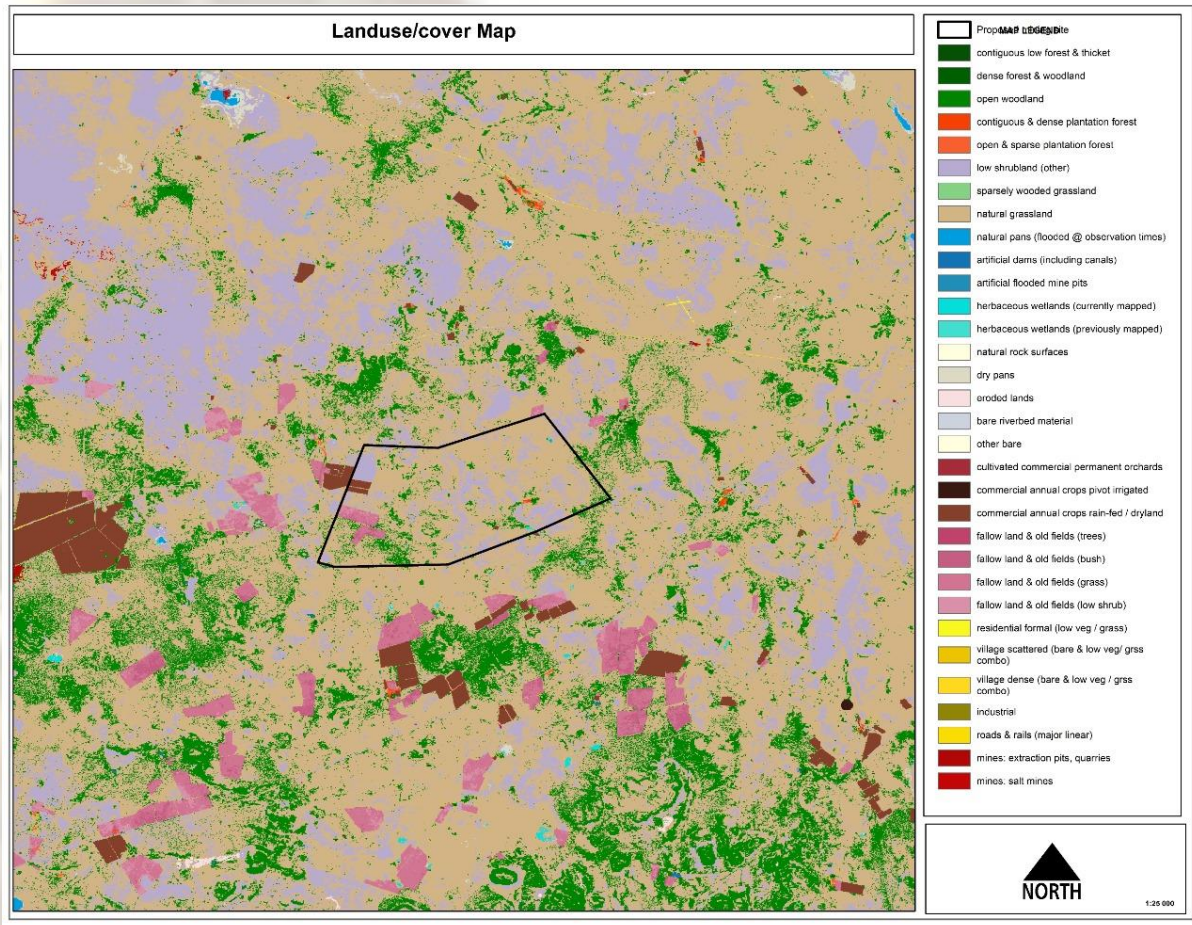 Landuse/cover Map
MAP LEGEND
contiguous low forest & thicket
dense forest & woodland
open woodland
contiguous & dense plantation forest
open & sparse plantation forest
low shrubland (other)
sparsely wooded grassland
natural grassland
natural pans (flooded @ observation times)
artificial dams (including canals)
artificial flooded mine pits
herbaceous wetlands (currently mapped)
herbaceous wetlands (previously mapped)
natural rock surfaces
dry pans
eroded lands
bare riverbed material
other bare
cultivated commercial permanent orchards
commercial annual crops pivot irrigated
commercial annual crops rain-fed / dryland
fallow land & old fields (trees)
fallow land & old fields (bush)
fallow land & old fields (grass)
fallow land & old fields (low shrub)
residential formal (low veg / grass)
village scattered (bare & low veg/ grss
combo)
village dense (bare & low veg / grss
combo)
industrial
roads & rails (major linear)
mines: extraction pits, quarries
mines: salt mines
NORTH
1:25 000